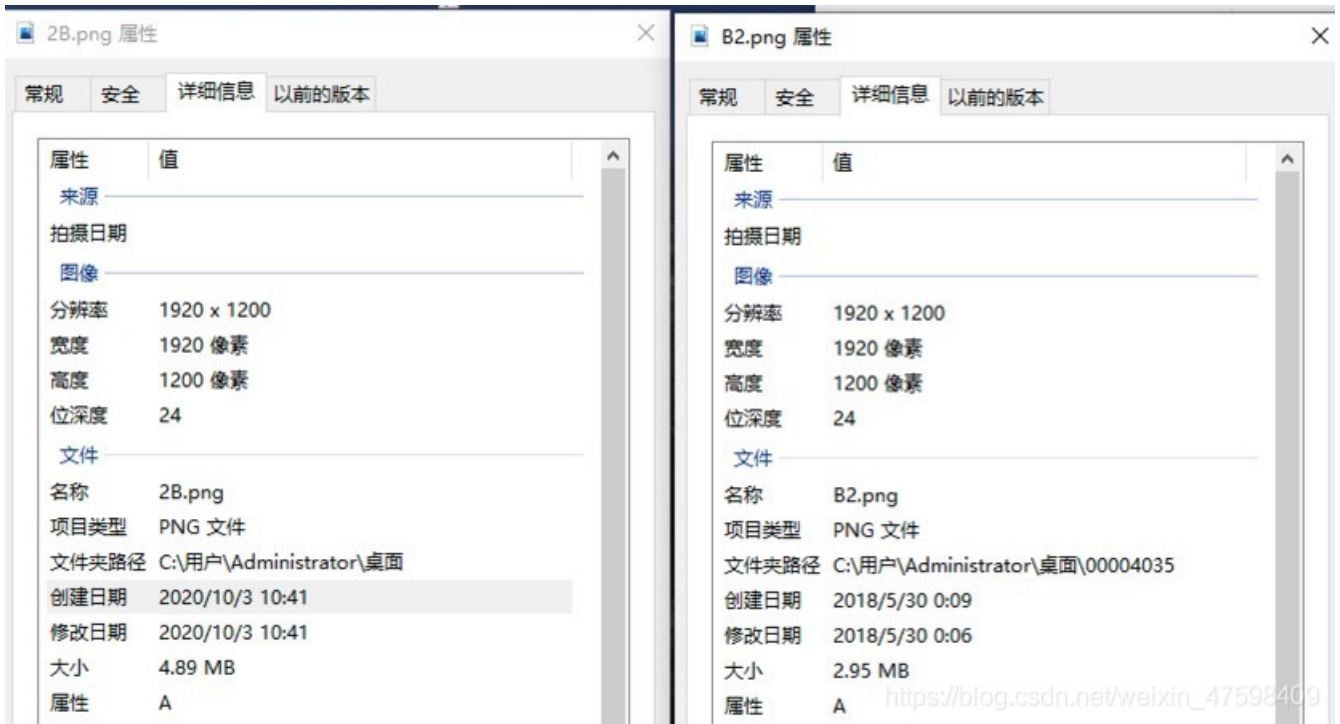 2B.png 属性
常规 安全 详细信息 以前的版本
属性 值
来源
拍摄日期
图像
分辨率 1920 x 1200
宽度 1920 像素
高度 1200 像素
位深度 24
文件
名称 2B.png
项目类型 PNG 文件
文件夹路径 C:\用户\Administrator\桌面
创建日期 2020/10/3 10:41
修改日期 2020/10/3 10:41
大小 4.89 MB
属性 A
B2.png 属性
常规 安全 详细信息 以前的版本
属性 值
来源
拍摄日期
图像
分辨率 1920 x 1200
宽度 1920 像素
高度 1200 像素
位深度 24
文件
名称 B2.png
项目类型 PNG 文件
文件夹路径 C:\用户\Administrator\桌面\00004035
创建日期 2018/5/30 0:09
修改日期 2018/5/30 0:06
大小 2.95 MB
属性 A
https://blog.csdn.net/weixin_47598409